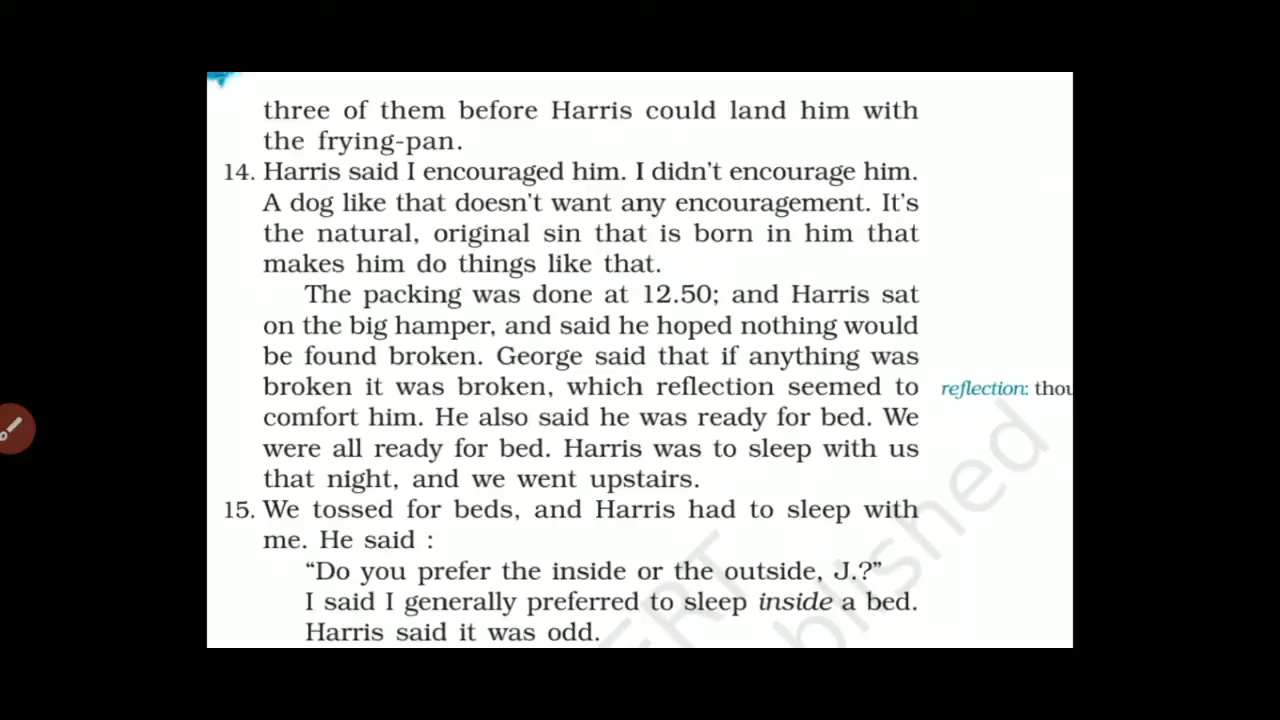 three of them before Harris could land him with
the frying-pan.
14. Harris said I encouraged him. I didn't encourage him.
A dog like that doesn't want any encouragement. It's
the natural, original sin that is born in him that
makes him do things like that.
The packing was done at 12.50; and Harris sat
on the big hamper, and said he hoped nothing would
be found broken. George said that if anything was
broken it was broken, which reflection seemed to
reflection: thou
comfort him. He also said he was ready for bed. We
were all ready for bed. Harris was to sleep with us
that night, and we went upstairs.
15. We tossed for beds, and Harris had to sleep with
me. He said :
“Do you prefer the inside or the outside, J.?”
I said I generally preferred to sleep inside a bed.
Harris said it was odd.
ERT
blished